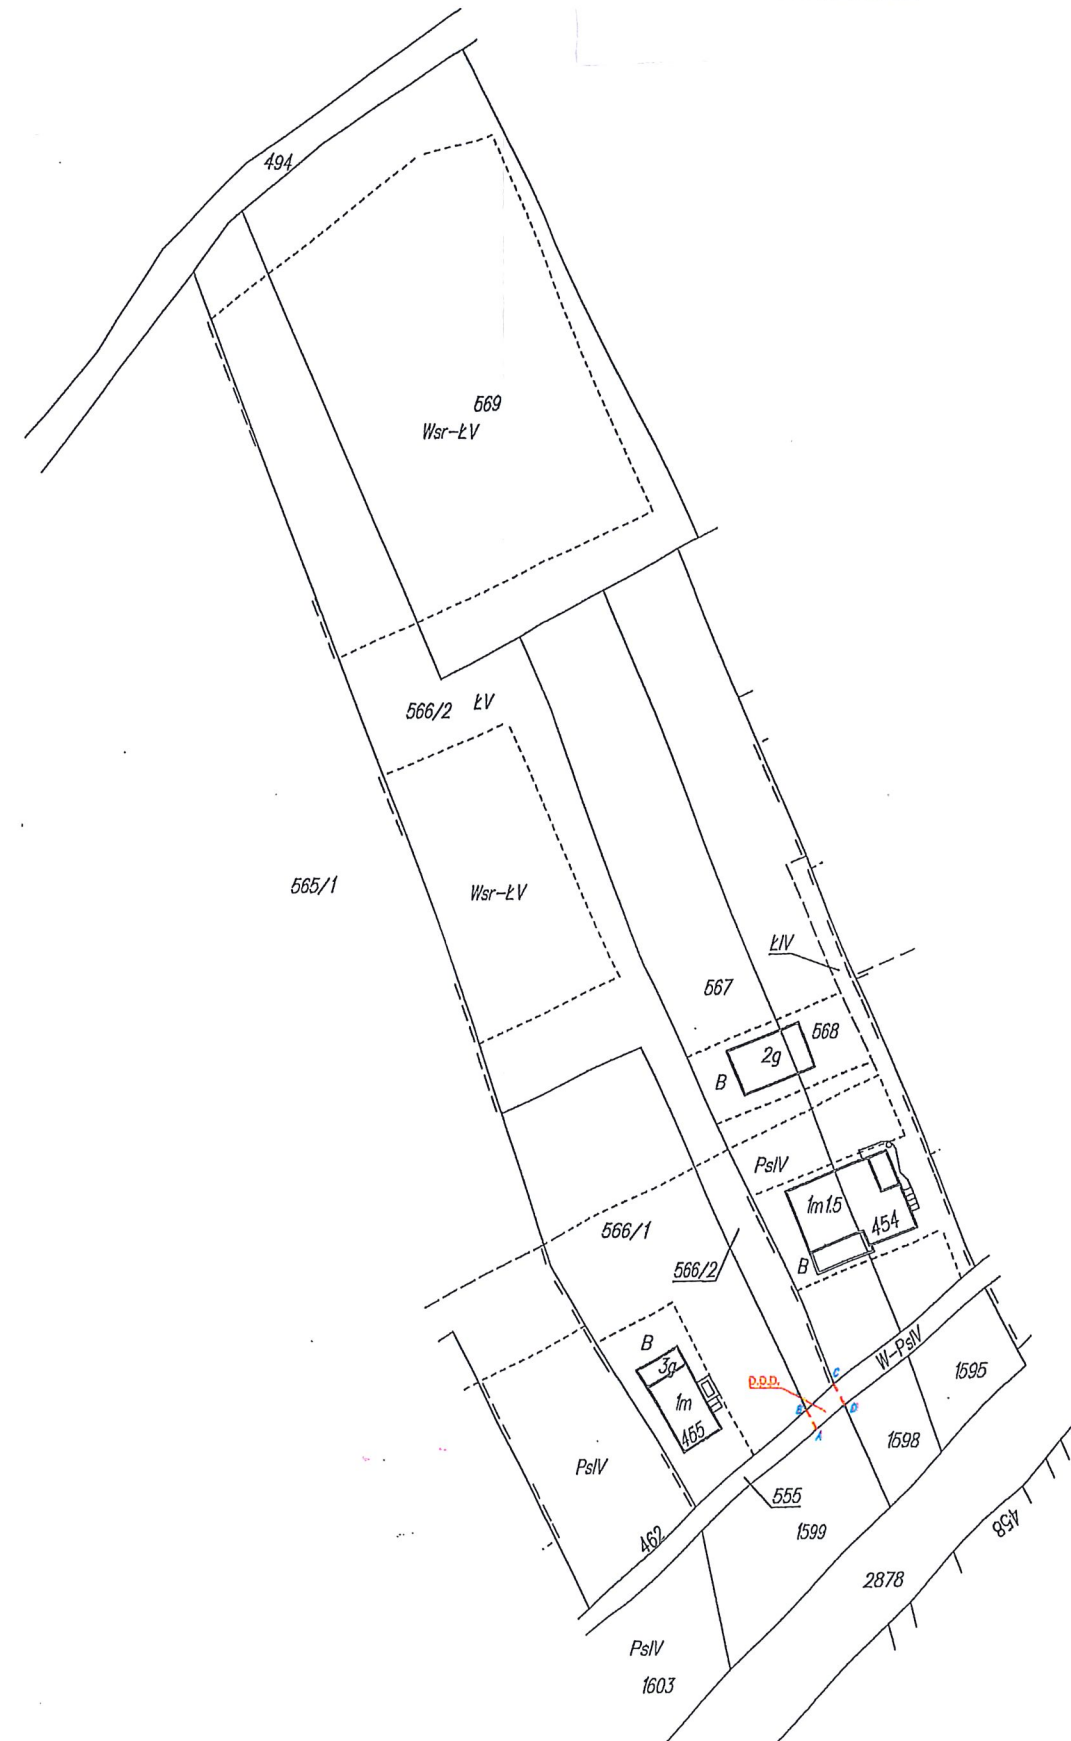 494
569
Wsr-ŁV
566/2
ŁV
565/1
Wsr-ŁV
ŁIV
567
568
2g
B
PsIV
1m1.5
454
566/1
566/2
B
B
3g
1m
465
W-PsIV
1595
D.D.D.
C
B
D
A
1598
PsIV
555
462
1599
458
2878
PsIV
1603